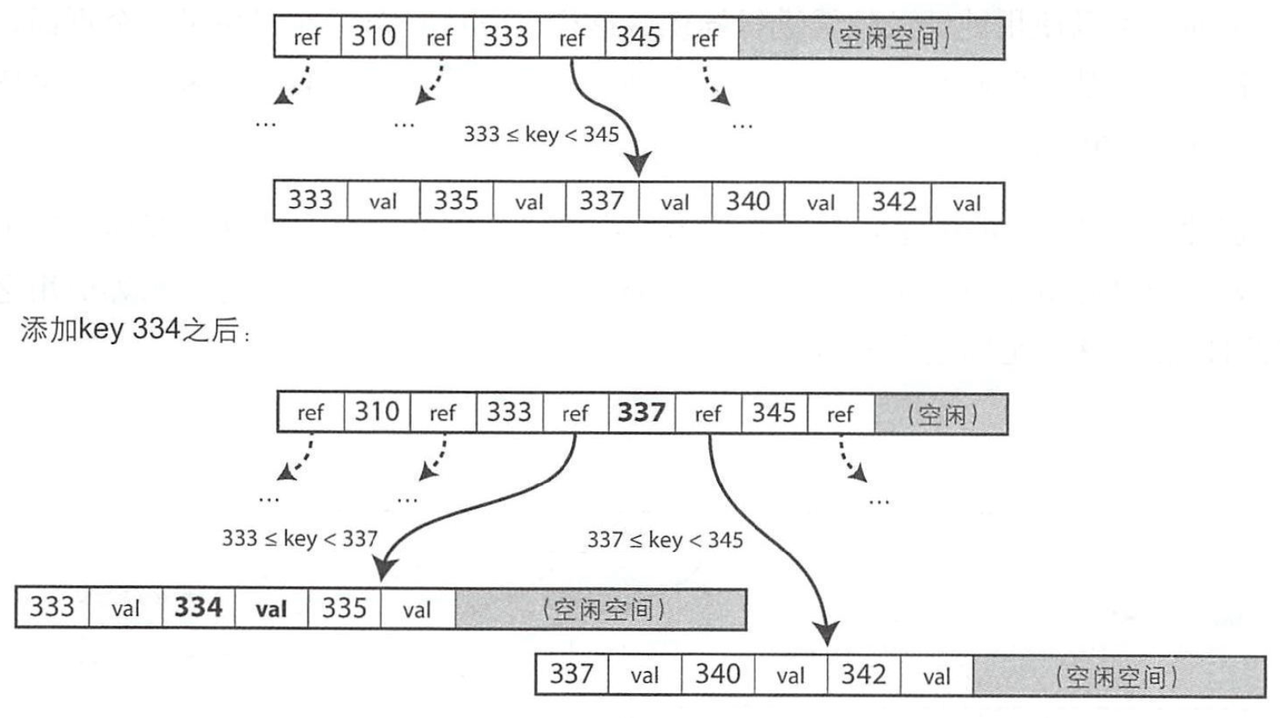 ref 310 ref 333 ref 345 ref (空闲空间)
... ... ...
333 ≤ key < 345
333 val 335 val 337 val 340 val 342 val
添加key 334之后：
ref 310 ref 333 ref 337 ref 345 ref (空闲)
... ... ...
333 ≤ key < 337 337 ≤ key < 345
333 val 334 val 335 val (空闲空间)
337 val 340 val 342 val (空闲空间)